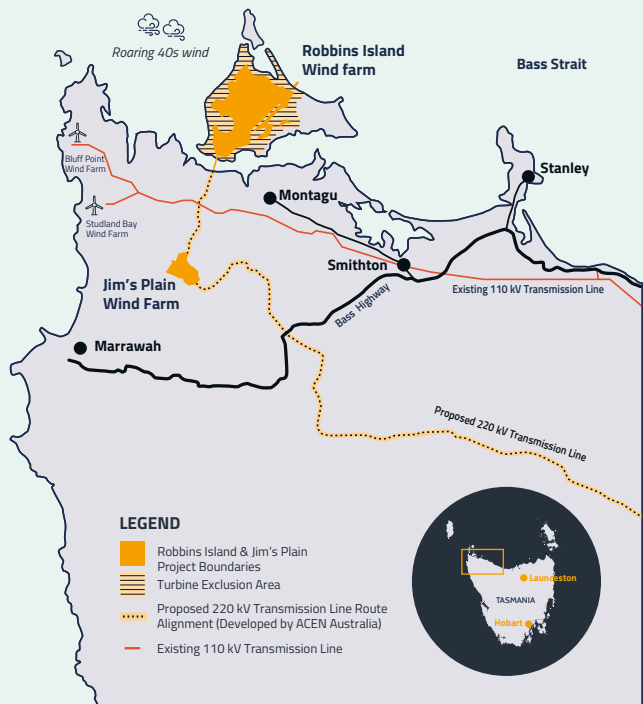 Roaring 40s wind
Robbins Island
Wind farm
Bass Strait
Bluff Point
Wind Farm
Stanley
Montagu
Studland Bay
Wind Farm
Smithton
Jim's Plain
Wind Farm
Existing 110 kV Transmission Line
Bass Highway
Marrawah
Proposed 220 kV Transmission Line
LEGEND
Robbins Island & Jim's Plain
Project Boundaries
Turbine Exclusion Area
Proposed 220 kV Transmission Line Route
Alignment (Developed by ACEN Australia)
Existing 110 kV Transmission Line
Laundeston
TASMANIA
Hobart